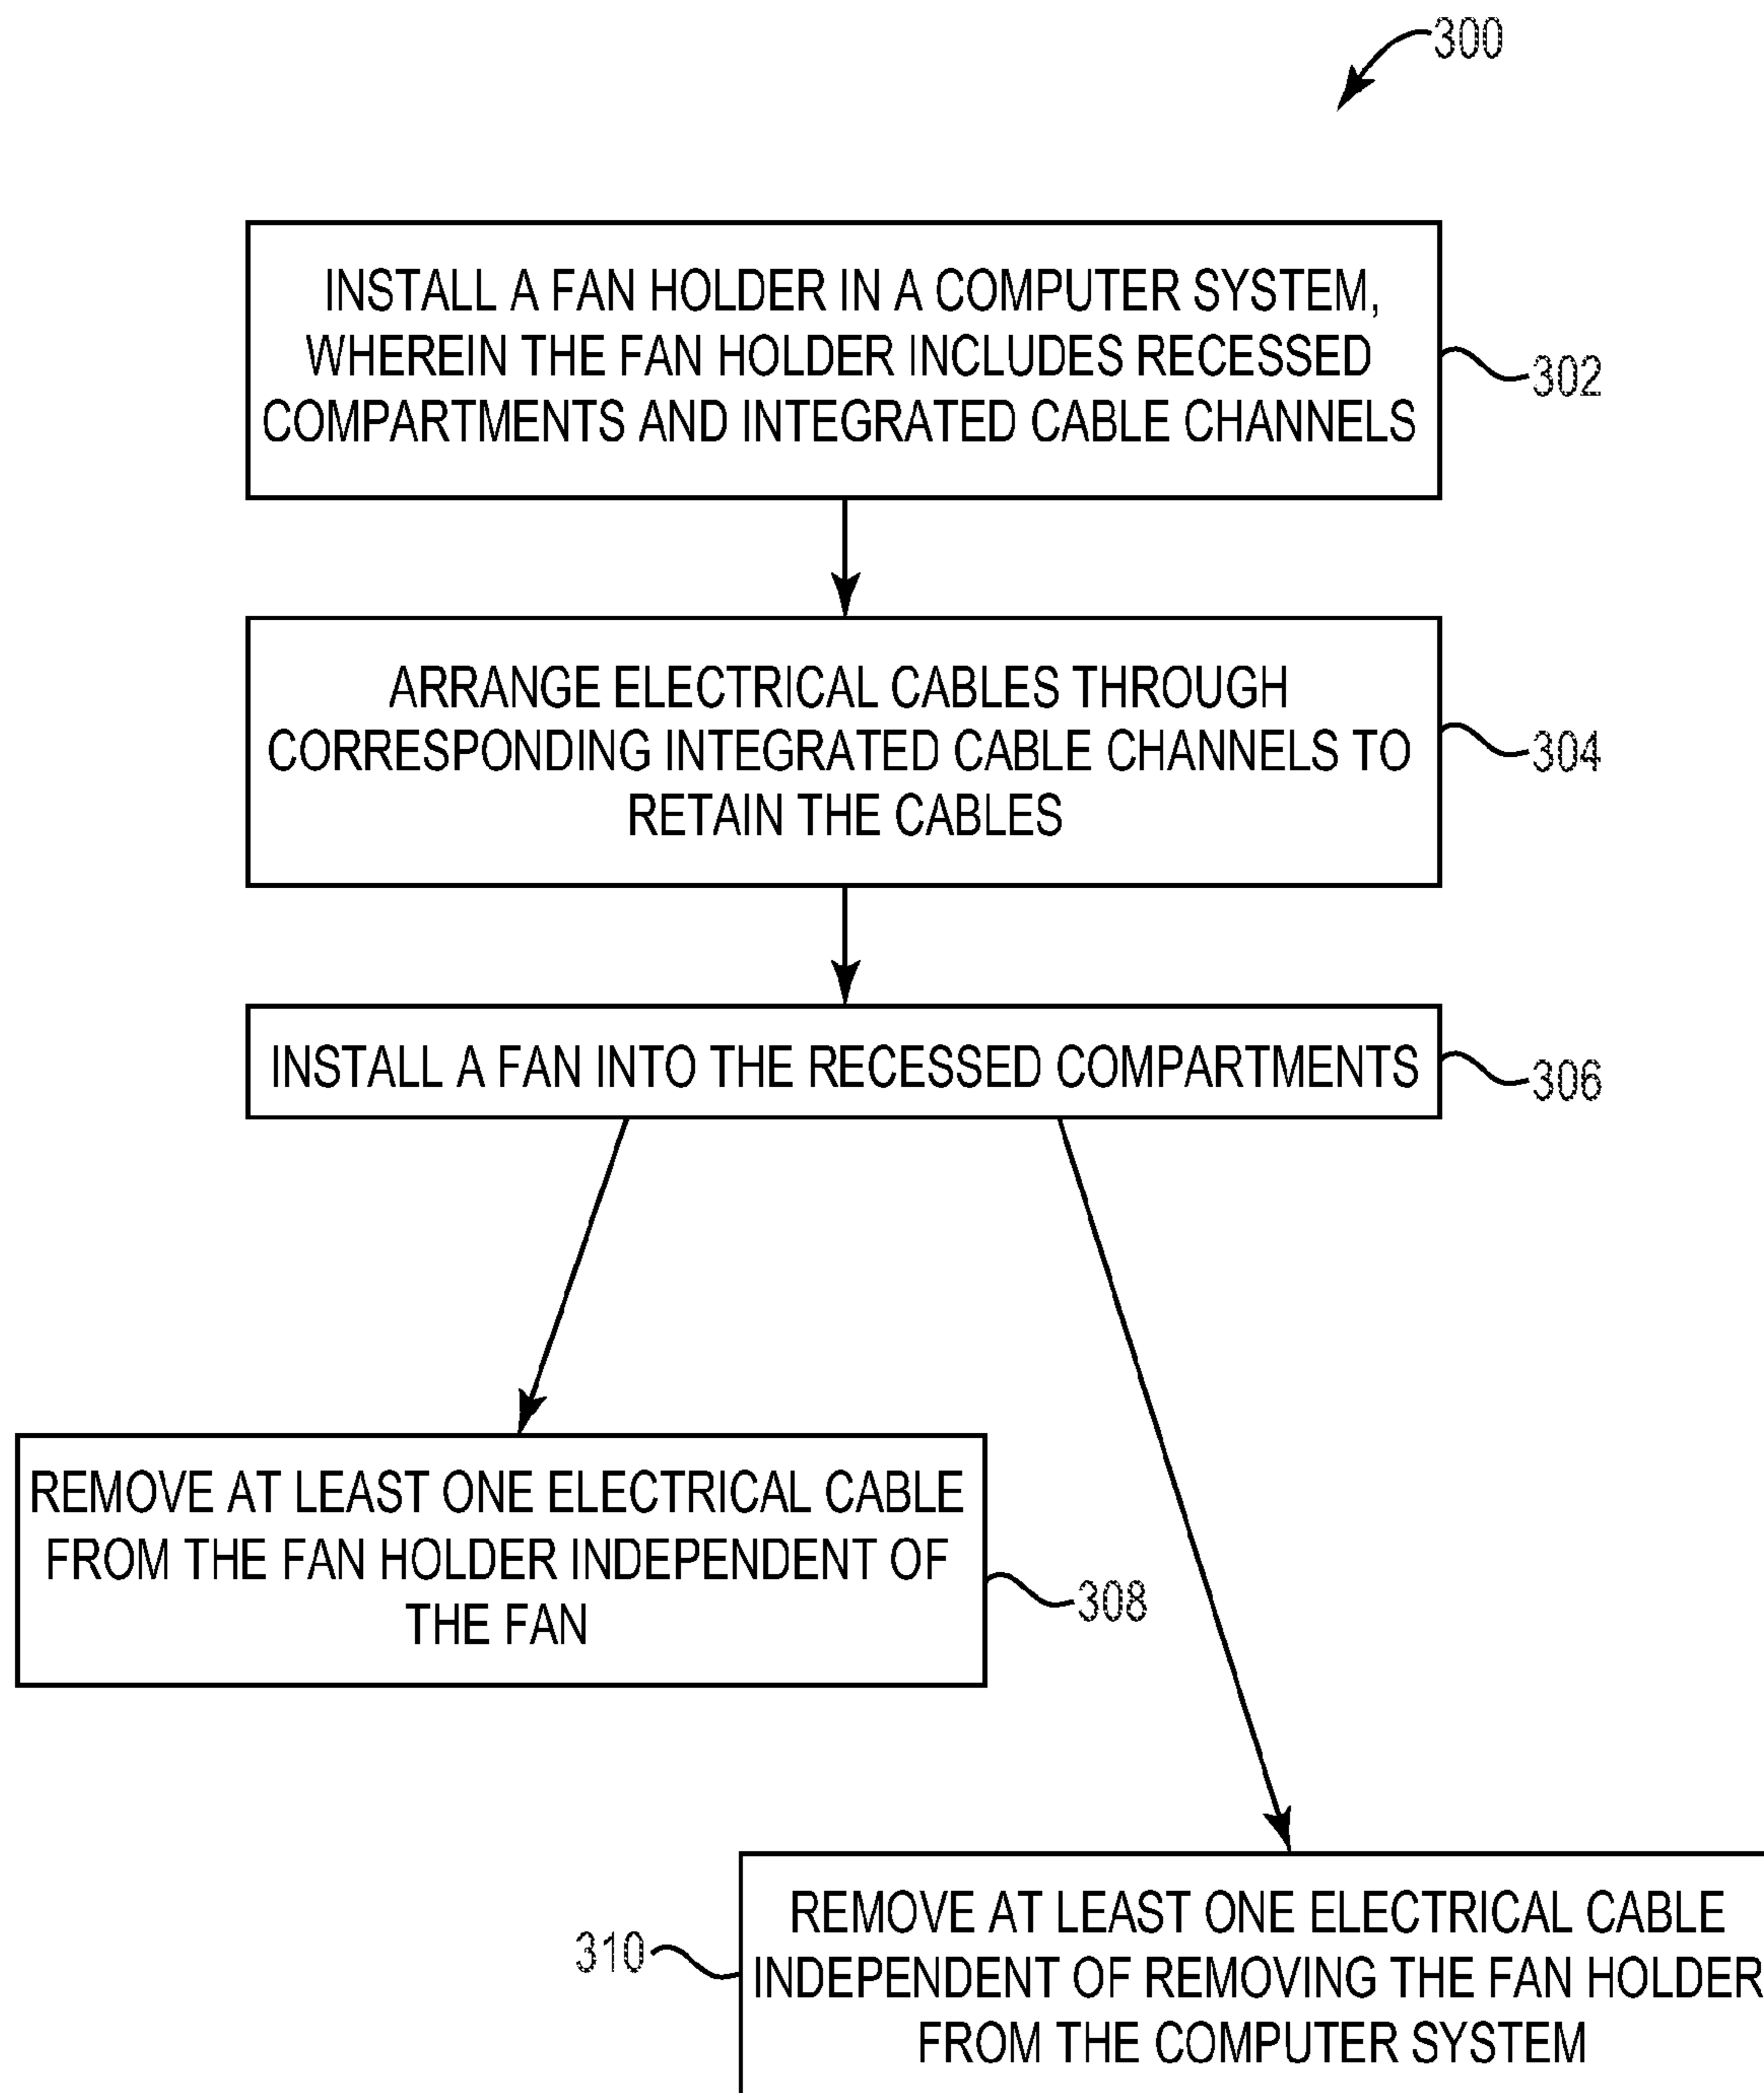 300
INSTALL A FAN HOLDER IN A COMPUTER SYSTEM,
WHEREIN THE FAN HOLDER INCLUDES RECESSED
COMPARTMENTS AND INTEGRATED CABLE CHANNELS
302
ARRANGE ELECTRICAL CABLES THROUGH
CORRESPONDING INTEGRATED CABLE CHANNELS TO
RETAIN THE CABLES
304
INSTALL A FAN INTO THE RECESSED COMPARTMENTS
306
REMOVE AT LEAST ONE ELECTRICAL CABLE
FROM THE FAN HOLDER INDEPENDENT OF
THE FAN
308
310
REMOVE AT LEAST ONE ELECTRICAL CABLE
INDEPENDENT OF REMOVING THE FAN HOLDER
FROM THE COMPUTER SYSTEM